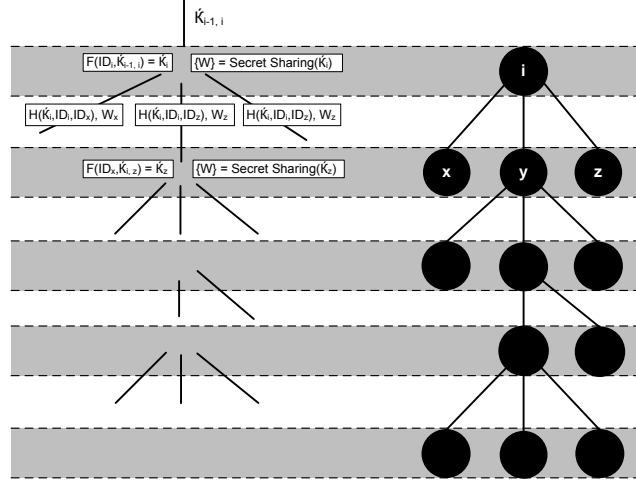 Ḱi-1, i
F(IDi,Ḱi-1, i) = Ḱi
{W} = Secret Sharing(Ḱi)
i
H(Ḱi,IDi,IDx), Wx
H(Ḱi,IDi,IDz), Wz
H(Ḱi,IDi,IDz), Wz
F(IDx,Ḱi, z) = Ḱz
{W} = Secret Sharing(Ḱz)
x
y
z